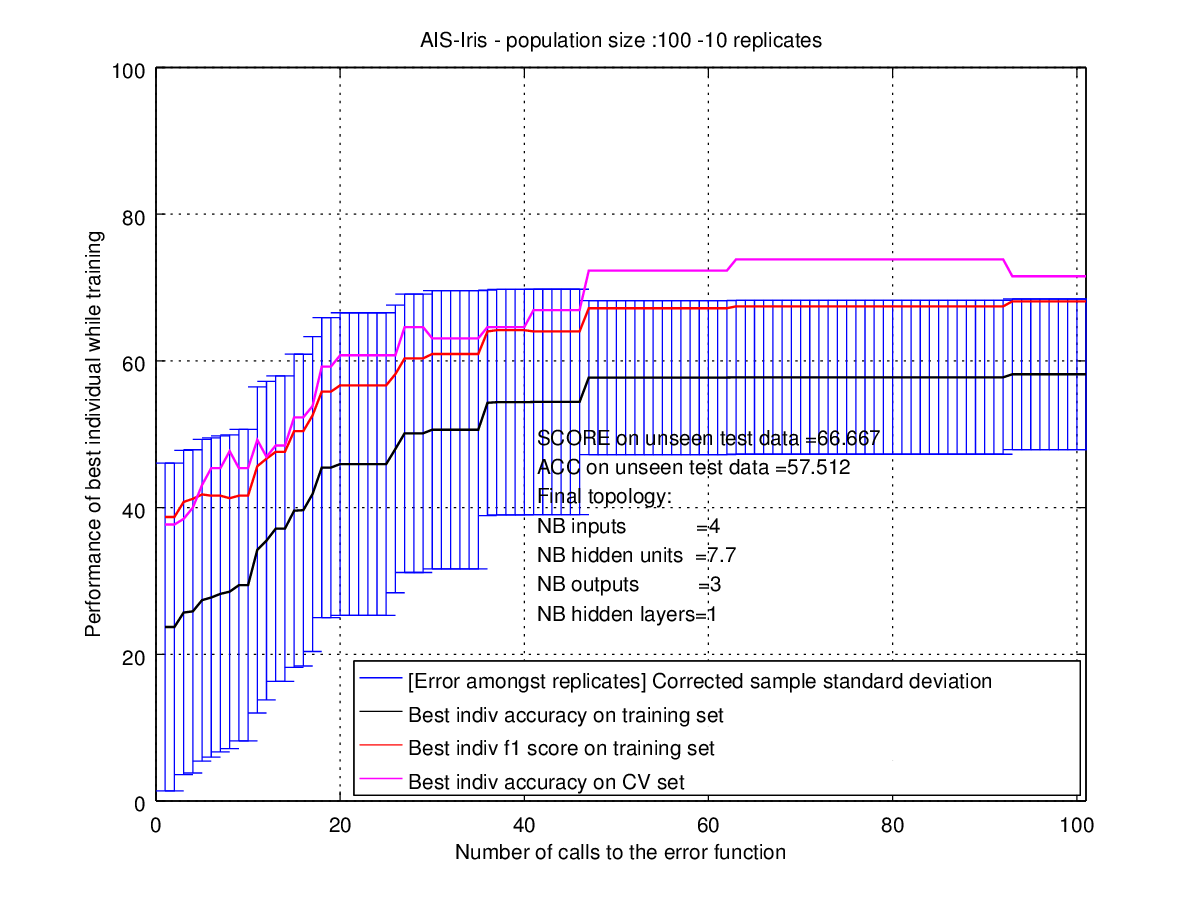 AIS-Iris - population size :100 -10 replicates
Performance of best individual while training
100
80
60
40
20
0
SCORE on unseen test data =66.667
ACC on unseen test data =57.512
Final topology:
NB inputs =4
NB hidden units =7.7
NB outputs =3
NB hidden layers=1
[Error amongst replicates] Corrected sample standard deviation
Best indiv accuracy on training set
Best indiv f1 score on training set
Best indiv accuracy on CV set
0 20 40 60 80 100
Number of calls to the error function